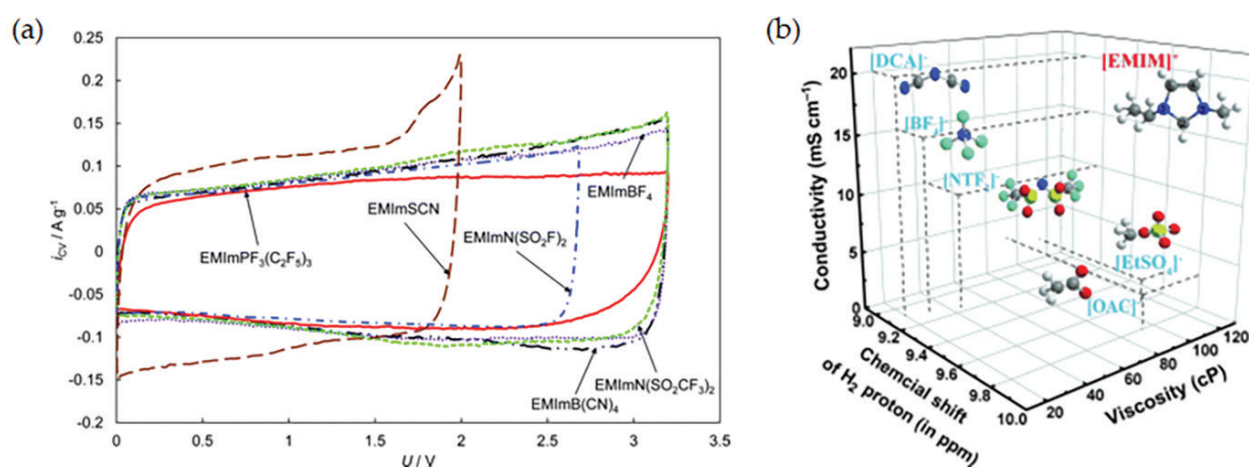 (a)
0.25
0.2
0.15
0.1
0.05
0
-0.05
-0.1
-0.15
-0.2
i_CV / A g⁻¹
0
0.5
1
1.5
2
2.5
3
3.5
U / V
EMImPF₃(C₂F₅)₃
EMImSCN
EMImN(SO₂F)₂
EMImBF₄
EMImN(SO₂CF₃)₂
EMImB(CN)₄
(b)
Conductivity (mS cm⁻¹)
20
15
10
5
0
[DCA]⁻
[EMIM]⁺
[BF₄]⁻
[NTF₂]⁻
[EtSO₄]⁻
[OAC]⁻
9.0
9.2
9.4
9.6
9.8
10.0
Chemcial shift
of H₂ proton (in ppm)
20
40
60
80
100
120
Viscosity (cP)